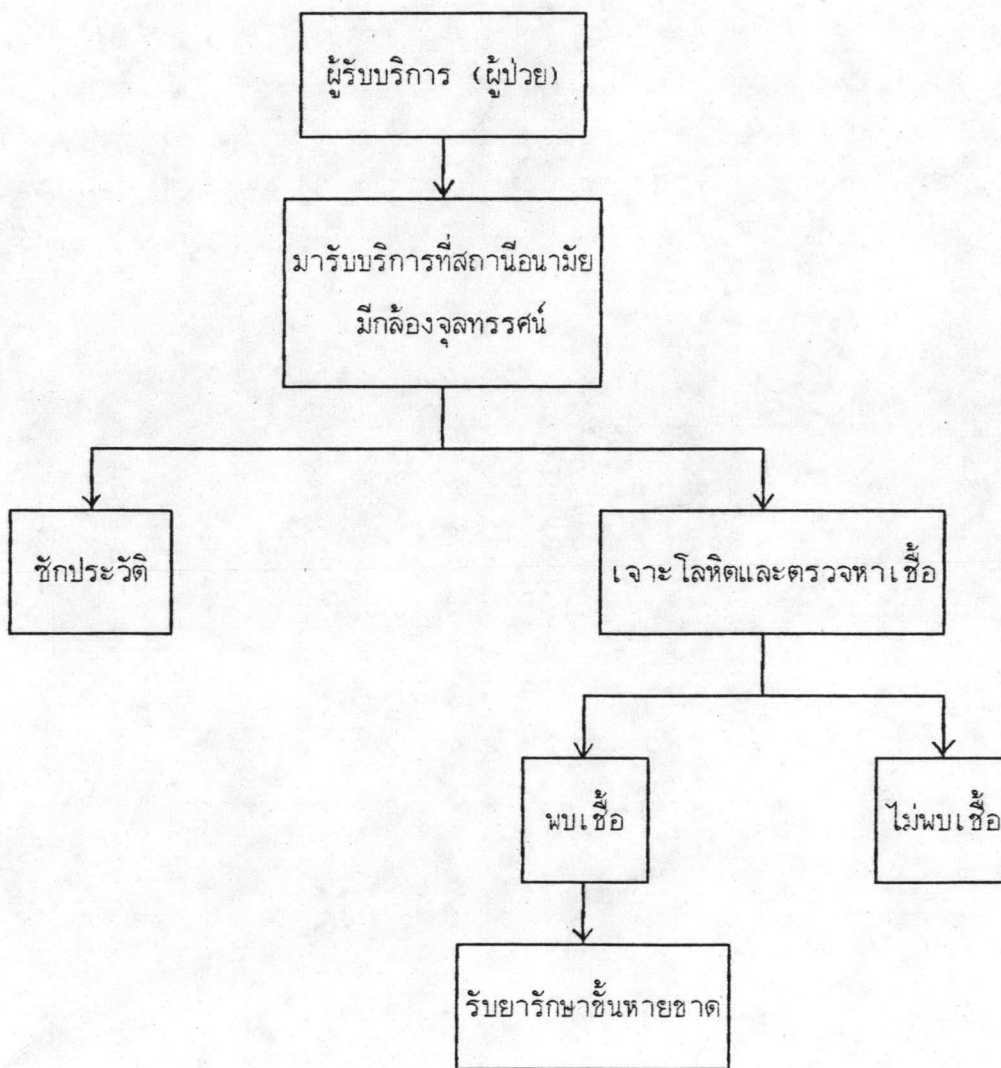 ผู้รับบริการ (ผู้ป่วย)
มารับบริการที่สถานีอนามัย
มีกล้องจุลทรรศน์
ซักประวัติ
เจาะโลหิตและตรวจหาเชื้อ
พบเชื้อ
ไม่พบเชื้อ
รับยารักษาขั้นหายขาด